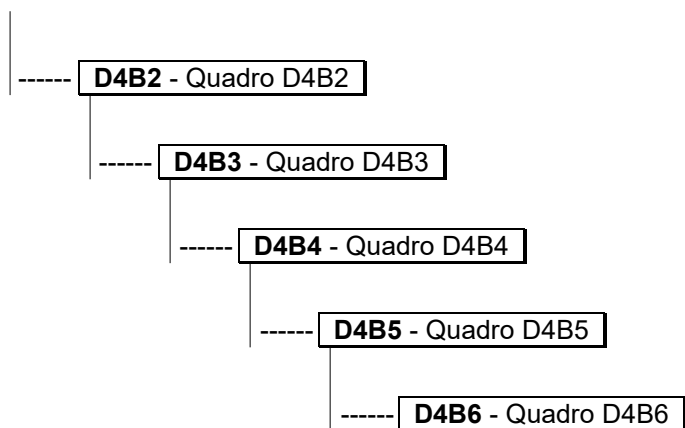 D4B2 - Quadro D4B2
D4B3 - Quadro D4B3
D4B4 - Quadro D4B4
D4B5 - Quadro D4B5
D4B6 - Quadro D4B6